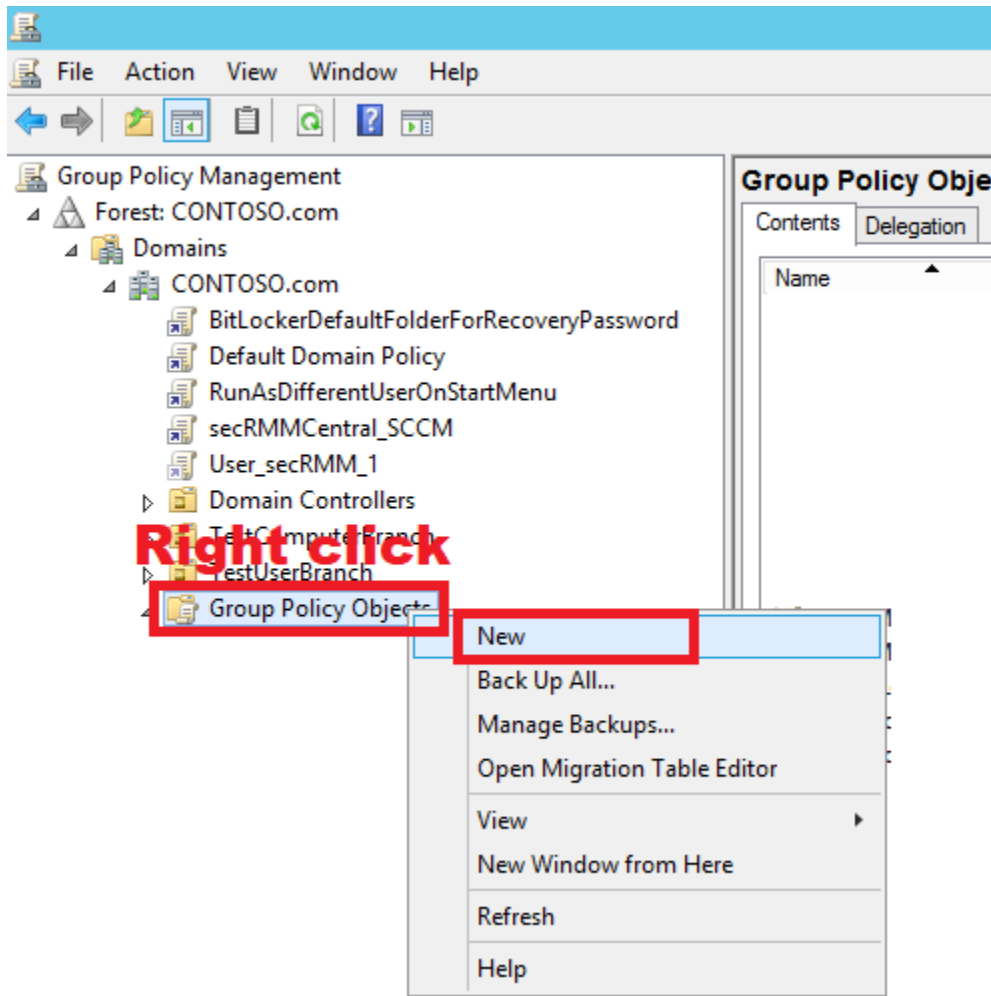 File Action View Window Help
Group Policy Management
Forest: CONTOSO.com
Domains
CONTOSO.com
BitLockerDefaultFolderForRecoveryPassword
Default Domain Policy
RunAsDifferentUserOnStartMenu
secRMMCentral_SCCM
User_secRMM_1
Domain Controllers
TestComputerBranch
Right click
TestUserBranch
Group Policy Objects
New
Back Up All...
Manage Backups...
Open Migration Table Editor
View
New Window from Here
Refresh
Help
Group Policy Obje
Contents Delegation
Name